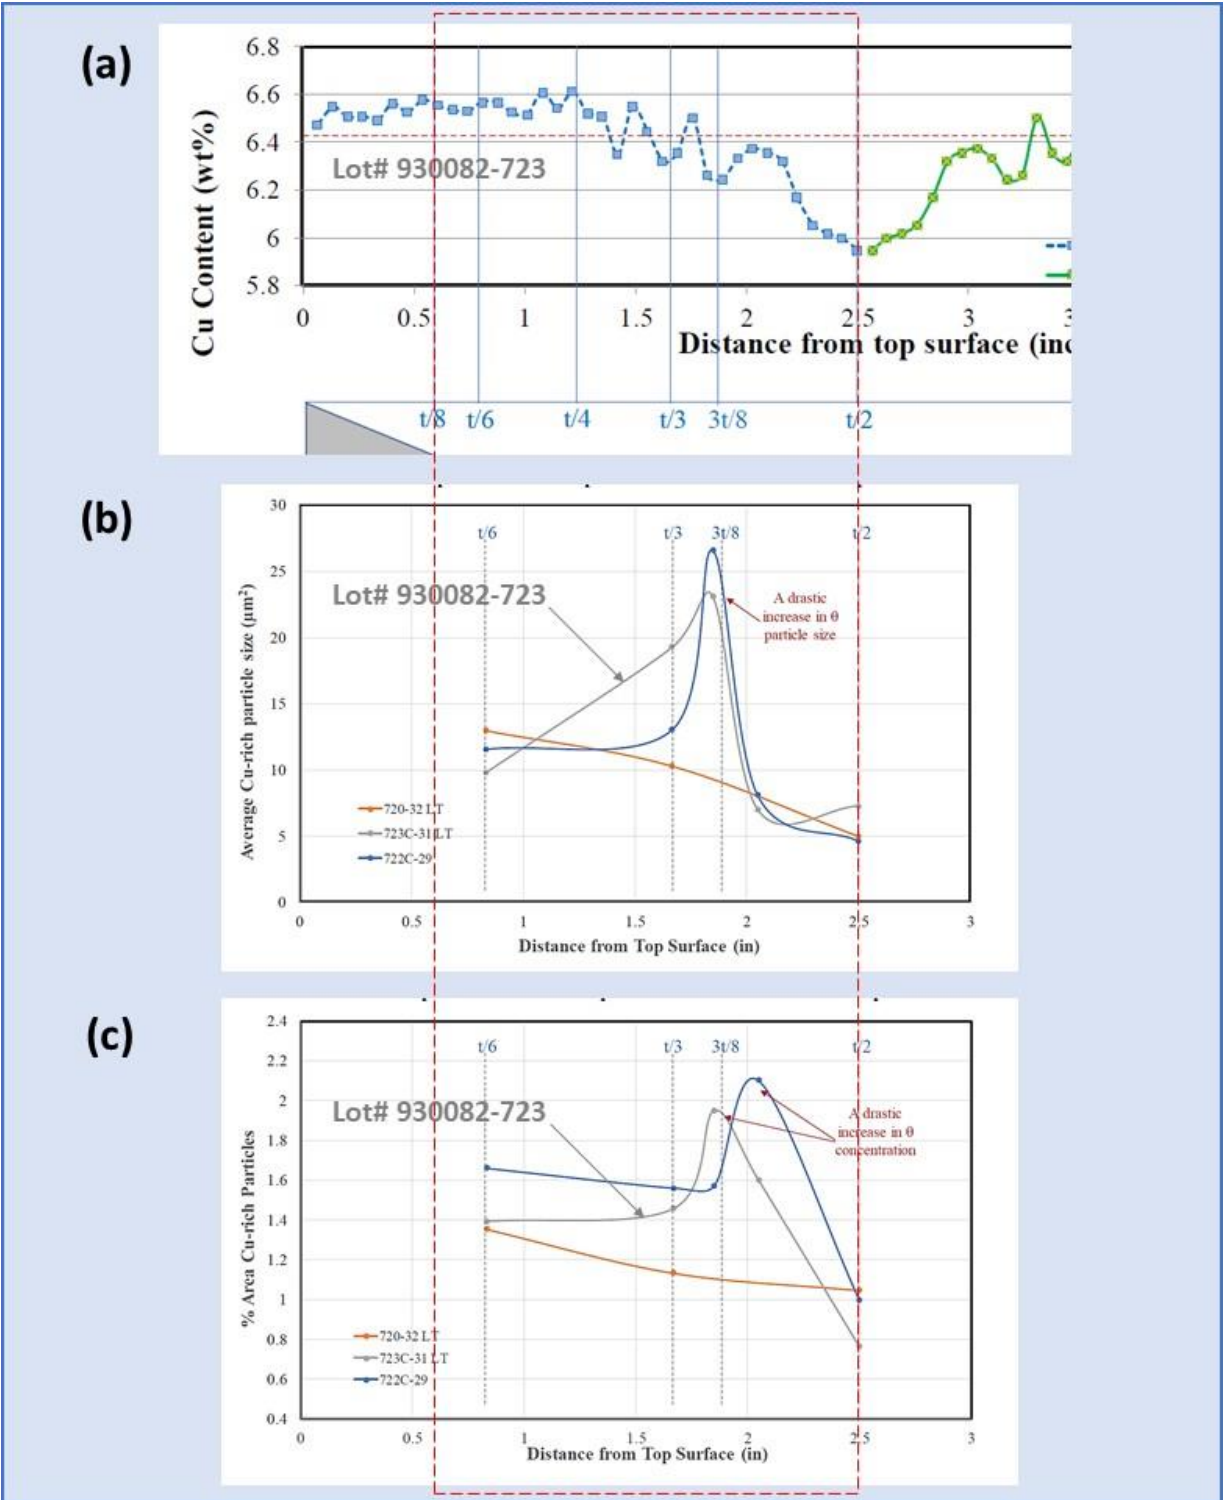 (a)
6.8
6.6
6.4
6.2
6
5.8
Cu Content (wt%)
Lot# 930082-723
0 0.5 1 1.5 2 2.5 3 3
Distance from top surface (inc
t/8 t/6 t/4 t/3 3t/8 t/2
(b)
30
25
20
15
10
5
0
Average Cu-rich particle size (µm²)
t/6 t/3 3t/8 t/2
Lot# 930082-723
A drastic
increase in θ
particle size
720-32 LT
723C-31 LT
722C-29
0 0.5 1 1.5 2 2.5 3
Distance from Top Surface (in)
(c)
2.4
2.2
2
1.8
1.6
1.4
1.2
1
0.8
0.6
0.4
% Area Cu-rich Particles
t/6 t/3 3t/8 t/2
Lot# 930082-723
A drastic
increase in θ
concentration
720-32 LT
723C-31 LT
722C-29
0 0.5 1 1.5 2 2.5 3
Distance from Top Surface (in)